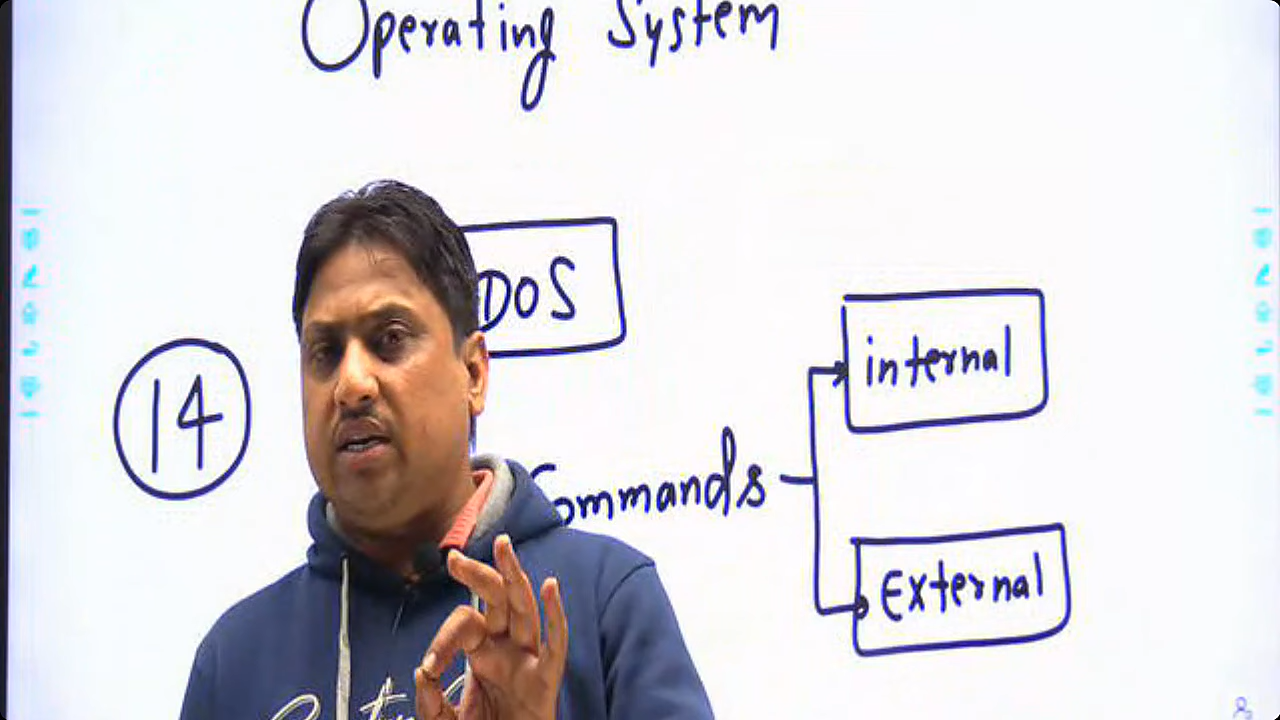 Operating System
DOS
internal
14
Commands
External